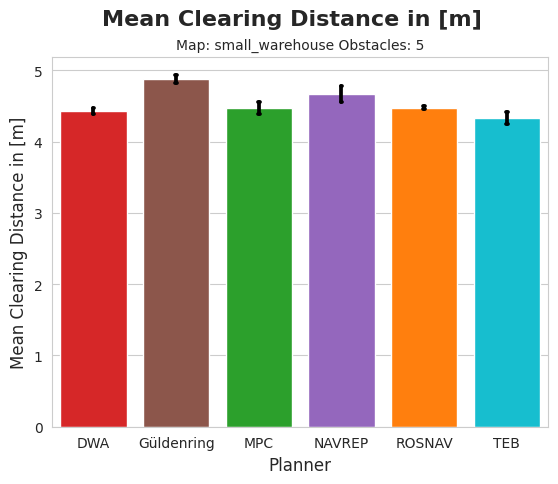 Mean Clearing Distance in [m]
Map: small_warehouse Obstacles: 5
Mean Clearing Distance in [m]
5
4
3
2
1
0
DWA Güldenring MPC NAVREP ROSNAV TEB
Planner